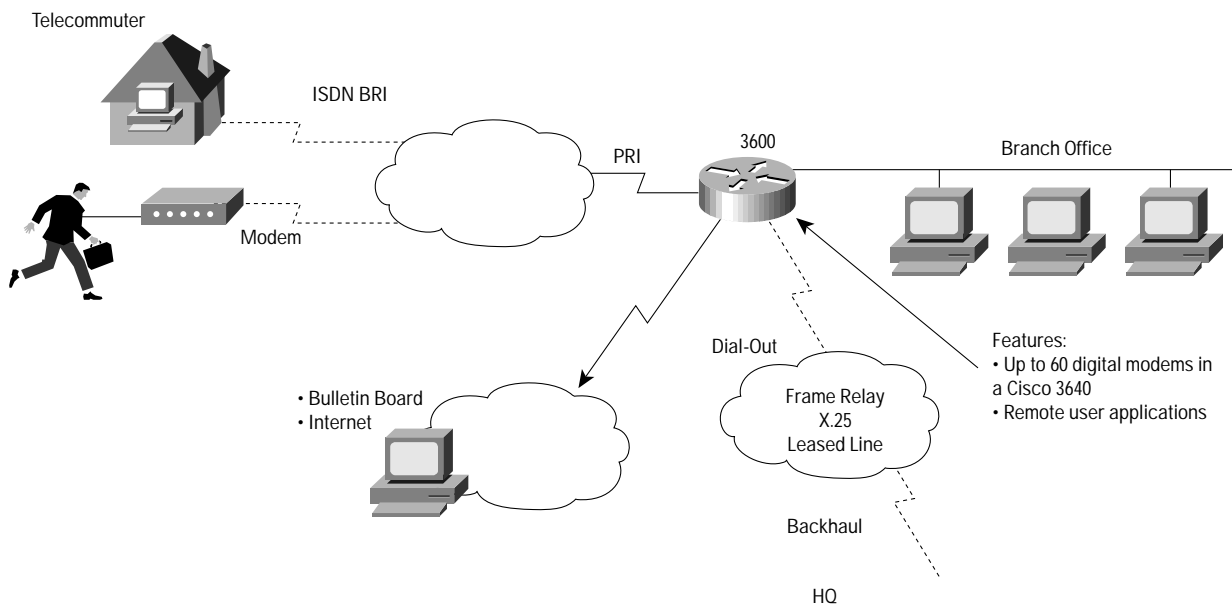 Telecommuter
ISDN BRI
Modem
PRI
3600
Branch Office
Dial-Out
Frame Relay
X.25
Leased Line
Features:
• Up to 60 digital modems in
a Cisco 3640
• Remote user applications
• Bulletin Board
• Internet
Backhaul
HQ